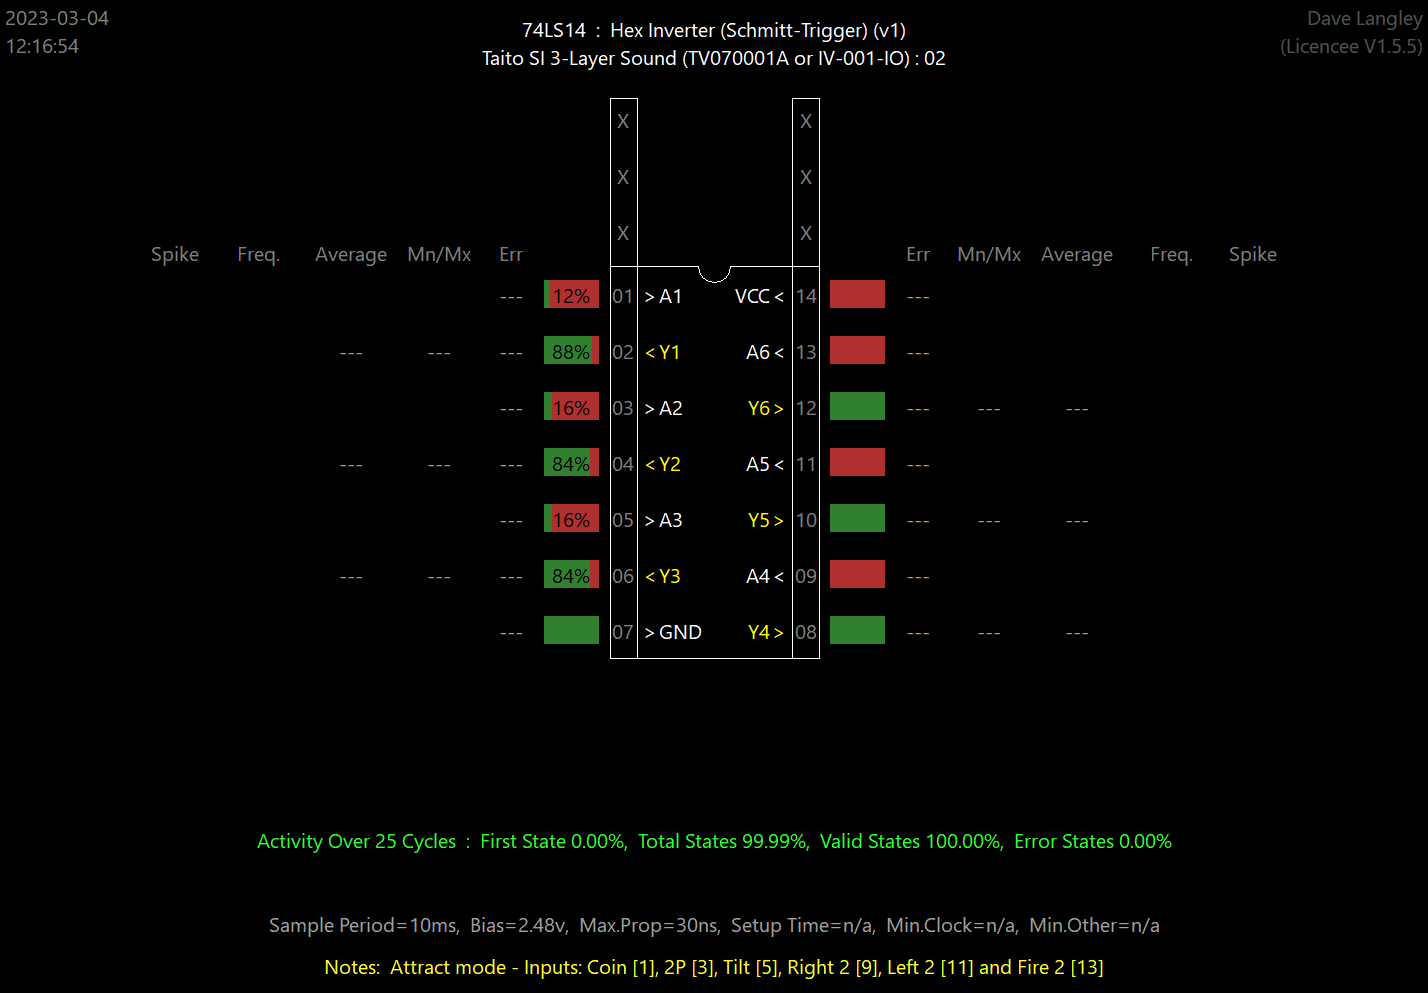 2023-03-04
12:16:54
74LS14 : Hex Inverter (Schmitt-Trigger) (v1)
Taito SI 3-Layer Sound (TV070001A or IV-001-IO) : 02
Dave Langley
(Licencee V1.5.5)
X X
X X
X X
Spike Freq. Average Mn/Mx Err Err Mn/Mx Average Freq. Spike
--- 12% 01 > A1 VCC < 14 ---
--- --- --- 88% 02 < Y1 A6 < 13 ---
--- 16% 03 > A2 Y6 > 12 --- --- ---
--- --- --- 84% 04 < Y2 A5 < 11 ---
--- 16% 05 > A3 Y5 > 10 --- --- ---
--- --- --- 84% 06 < Y3 A4 < 09 ---
--- 07 > GND Y4 > 08 --- --- ---
Activity Over 25 Cycles : First State 0.00%, Total States 99.99%, Valid States 100.00%, Error States 0.00%
Sample Period=10ms, Bias=2.48v, Max.Prop=30ns, Setup Time=n/a, Min.Clock=n/a, Min.Other=n/a
Notes: Attract mode - Inputs: Coin [1], 2P [3], Tilt [5], Right 2 [9], Left 2 [11] and Fire 2 [13]